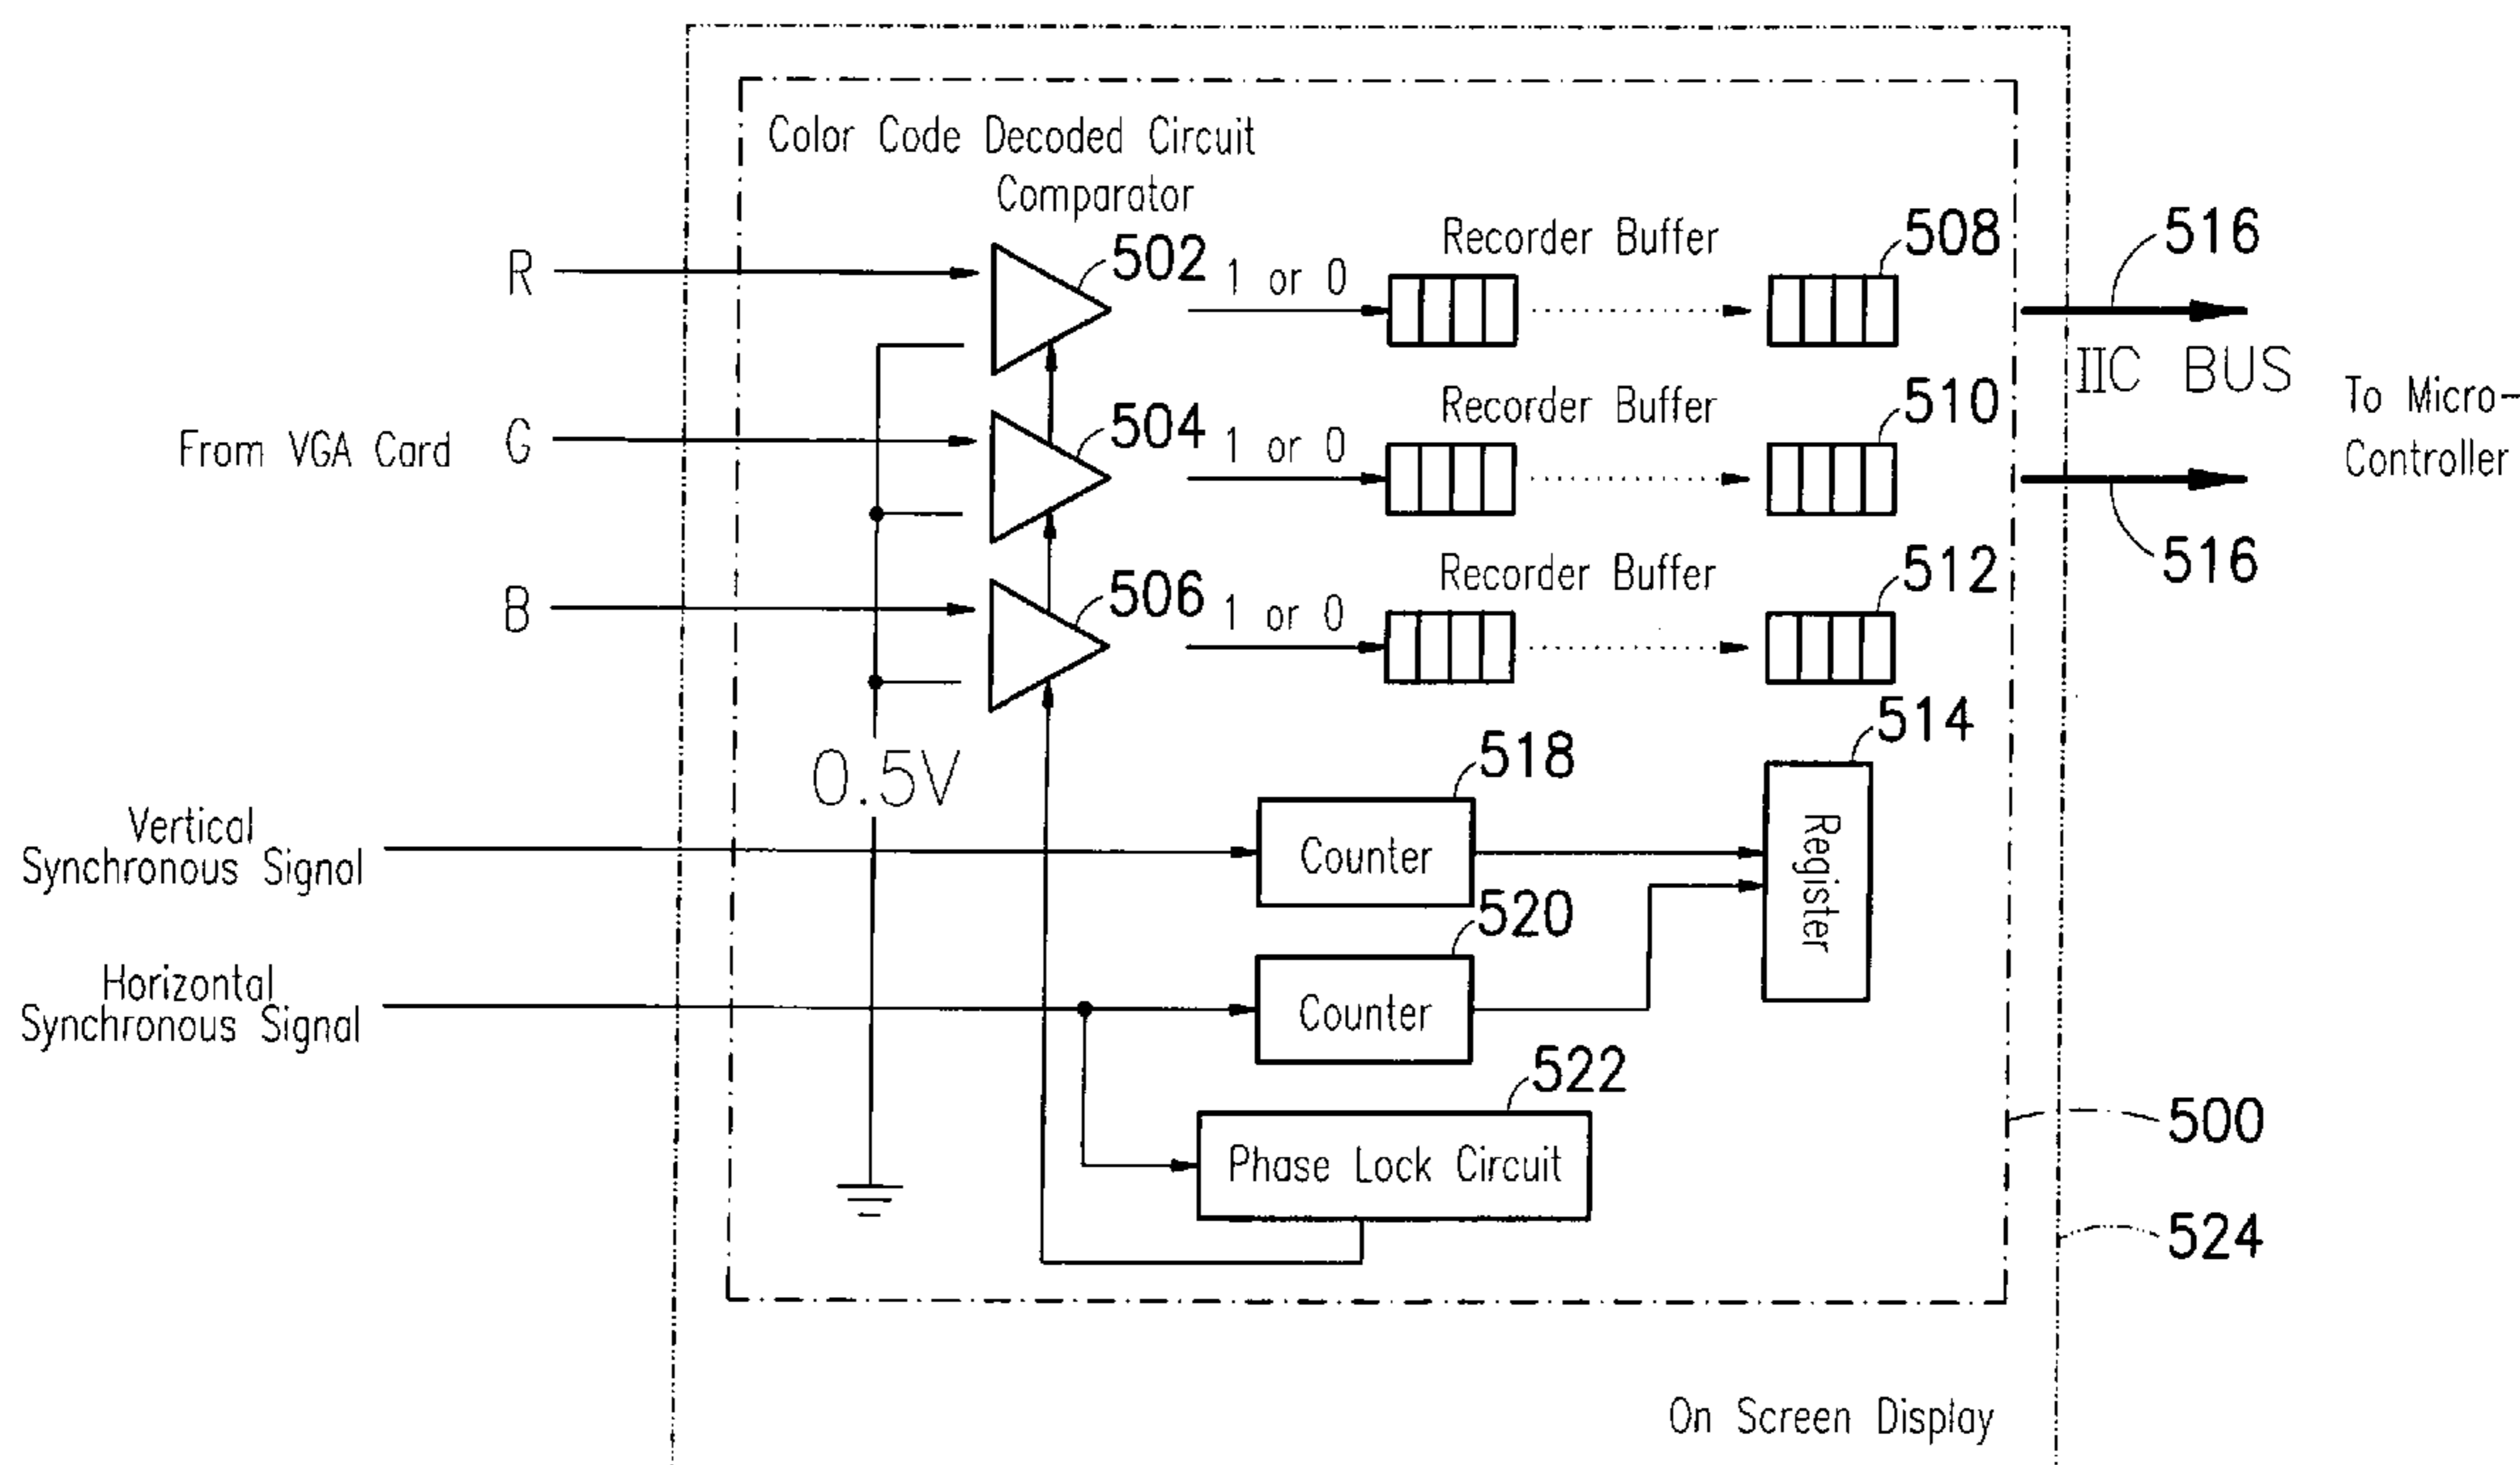 Color Code Decoded Circuit
Comparator
R
502
1 or 0
Recorder Buffer
508
516
IIC BUS
To Micro-
Controller
From VGA Card
G
504
1 or 0
Recorder Buffer
510
516
B
506
1 or 0
Recorder Buffer
512
0.5V
514
Register
518
Counter
Vertical
Synchronous Signal
520
Counter
Horizontal
Synchronous Signal
522
Phase Lock Circuit
500
524
On Screen Display